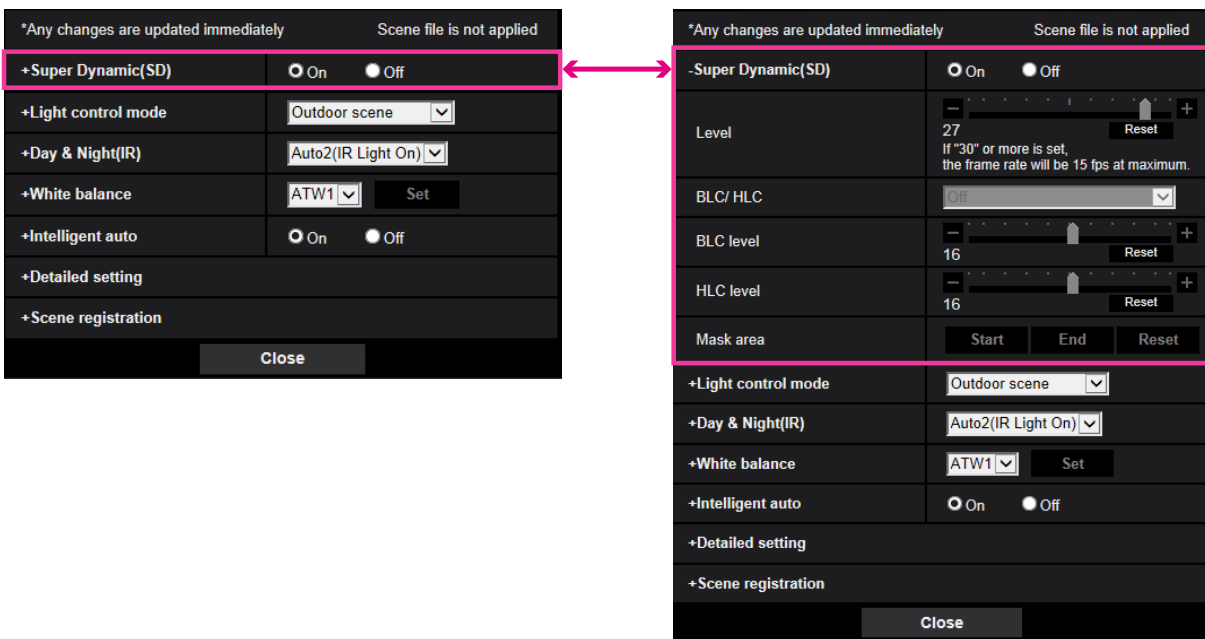 *Any changes are updated immediately Scene file is not applied
+Super Dynamic(SD) On Off
+Light control mode Outdoor scene
+Day & Night(IR) Auto2(IR Light On)
+White balance ATW1 Set
+Intelligent auto On Off
+Detailed setting
+Scene registration
Close
*Any changes are updated immediately Scene file is not applied
-Super Dynamic(SD) On Off
Level - +
27 Reset
If "30" or more is set,
the frame rate will be 15 fps at maximum.
BLC/ HLC Off
BLC level - +
16 Reset
HLC level - +
16 Reset
Mask area Start End Reset
+Light control mode Outdoor scene
+Day & Night(IR) Auto2(IR Light On)
+White balance ATW1 Set
+Intelligent auto On Off
+Detailed setting
+Scene registration
Close